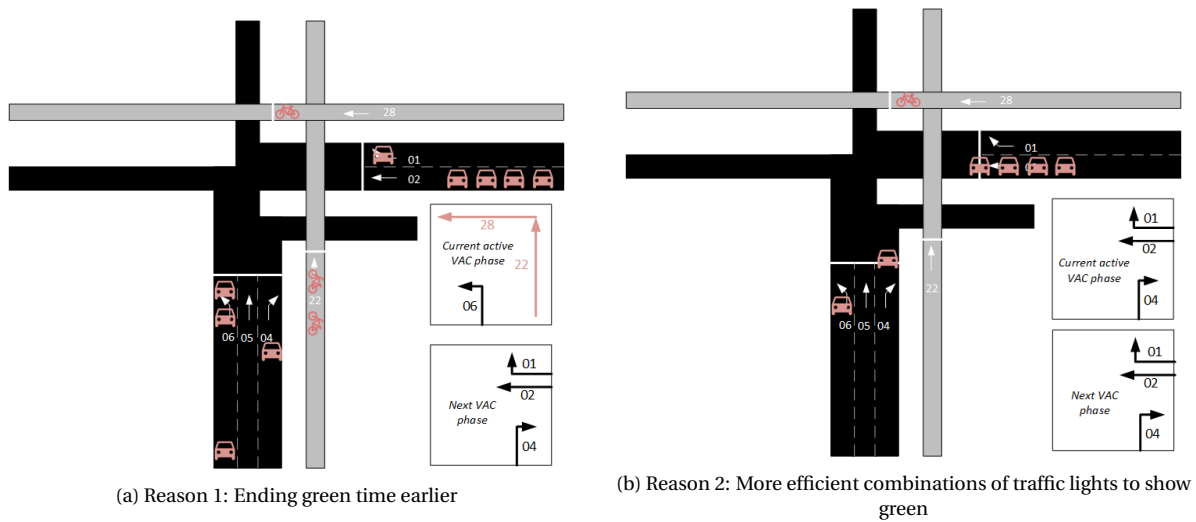 28
01
02
28
Current active
VAC phase
22
06
22
06 05 04
01
02
Next VAC
phase
04
(a) Reason 1: Ending green time earlier
28
01
0
01
02
Current active
VAC phase
04
22
06 05 04
01
02
Next VAC
phase
04
(b) Reason 2: More efficient combinations of traffic lights to show
green